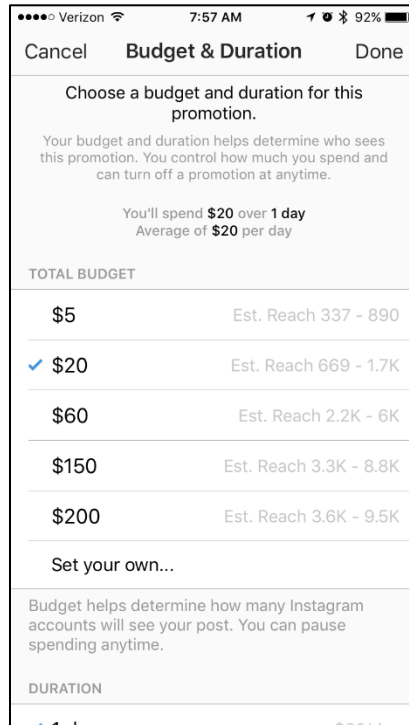 Verizon 7:57 AM 92%
Cancel Budget & Duration Done
Choose a budget and duration for this
promotion.
Your budget and duration helps determine who sees
this promotion. You control how much you spend and
can turn off a promotion at anytime.
You'll spend $20 over 1 day
Average of $20 per day
TOTAL BUDGET
$5 Est. Reach 337 - 890
$20 Est. Reach 669 - 1.7K
$60 Est. Reach 2.2K - 6K
$150 Est. Reach 3.3K - 8.8K
$200 Est. Reach 3.6K - 9.5K
Set your own...
Budget helps determine how many Instagram
accounts will see your post. You can pause
spending anytime.
DURATION